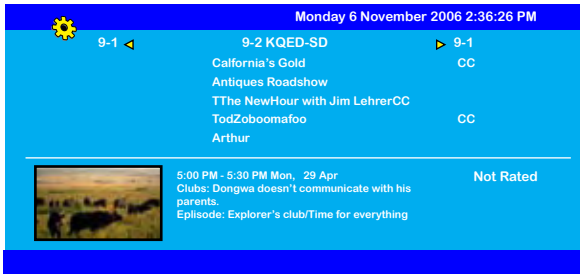 Monday 6 November 2006 2:36:26 PM
9-1 9-2 KQED-SD 9-1
Calfornia's Gold CC
Antiques Roadshow
TThe NewHour with Jim LehrerCC
TodZoboomafoo CC
Arthur
5:00 PM - 5:30 PM Mon, 29 Apr
Clubs: Dongwa doesn't communicate with his
parents.
Eplisode: Explorer's club/Time for everything
Not Rated